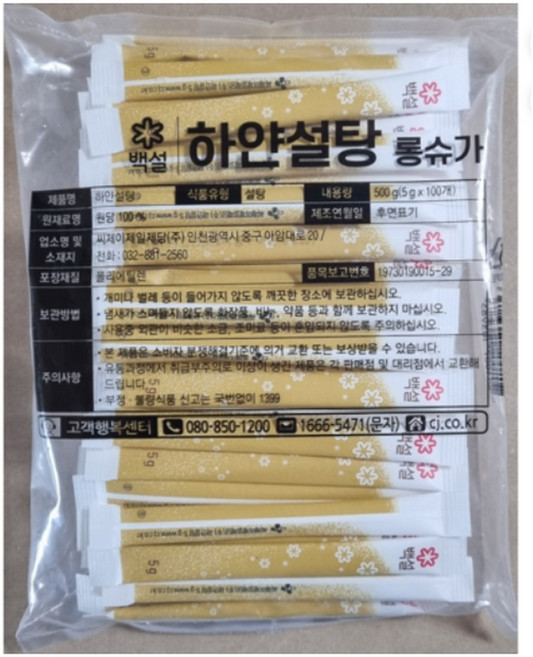 백설 하얀설탕 롱슈가
제품명 하얀설탕 식품유형 설탕 내용량 500 g(5 g x 100개)
원재료명 원당 100 % 제조연월일 후면표기
업소명 및 소재지 씨제이제일제당(주) 인천광역시 중구 아암대로 20 /
전화 : 032-881-2560
포장재질 폴리에틸렌 품목보고번호 19730190015-29
보관방법 • 개미나 벌레 등이 들어가지 않도록 깨끗한 장소에 보관하십시오.
• 냄새가 스며들지 않도록 화장품, 비누, 약품 등과 함께 보관하지 마십시오.
• 사용중 외관이 비슷한 소금, 조미료 등이 혼입되지 않도록 주의하십시오.
주의사항 • 본 제품은 소비자 분쟁해결기준에 의거 교환 또는 보상받을 수 있습니다.
• 유통과정에서 취급부주의로 이상이 생긴 제품은 각 판매점 및 대리점에서 교환해
드립니다.
• 부정 · 불량식품 신고는 국번없이 1399
고객행복센터 080-850-1200 1666-5471(문자) cj.co.kr
백설
5g
백설
5g
백설
5g
백설